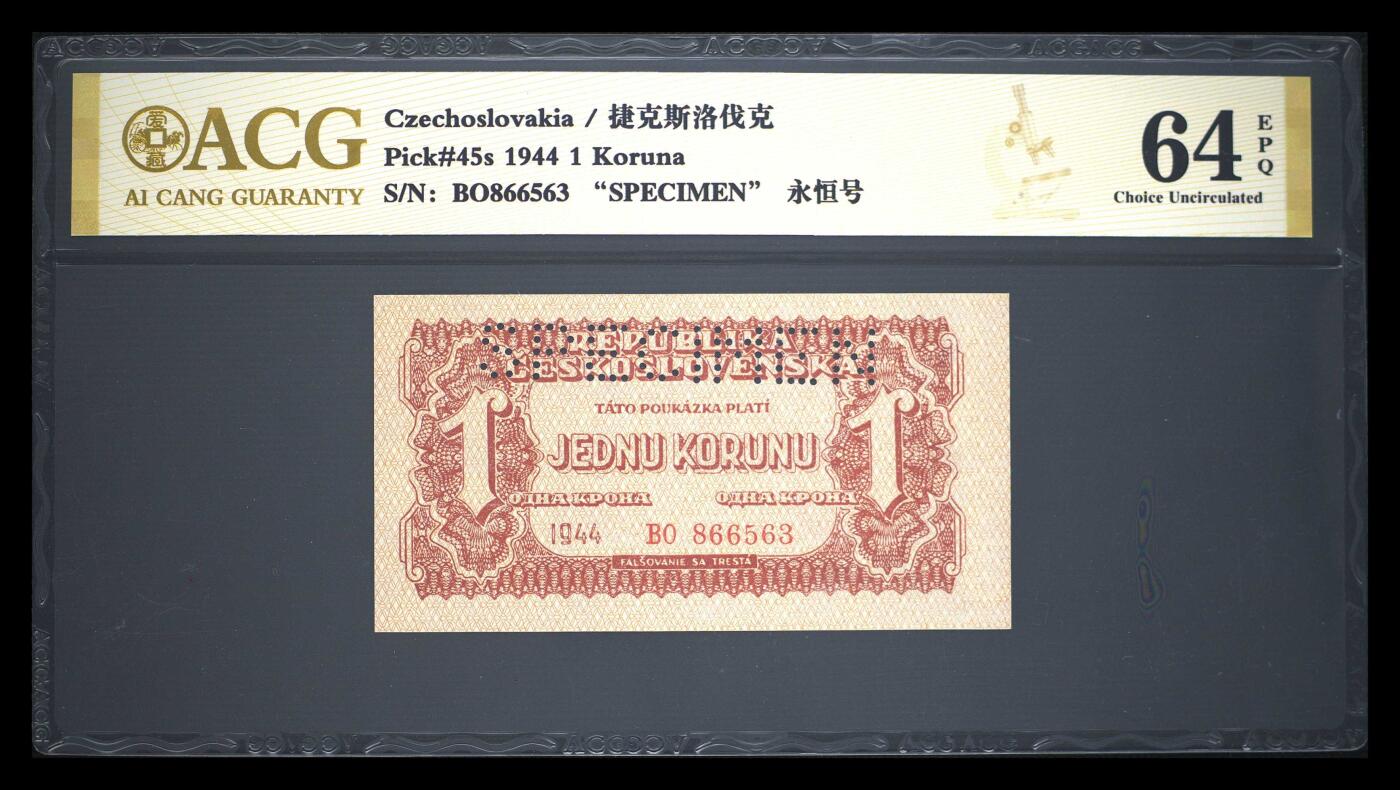 愛藏
ACG
AI CANG GUARANTY
Czechoslovakia / 捷克斯洛伐克
Pick#45s 1944 1 Koruna
S/N: BO866563 “SPECIMEN” 永恒号
64
EPQ
Choice Uncirculated
SPECIMEN
REPUBLIKA
ČESKOSLOVENSKÁ
TÁTO POUKÁZKA PLATÍ
1 JEDNU KORUNU 1
ОДНА КРОНА ОДНА КРОНА
1944 BO 866563
FALŠOVANIE SA TRESTÁ